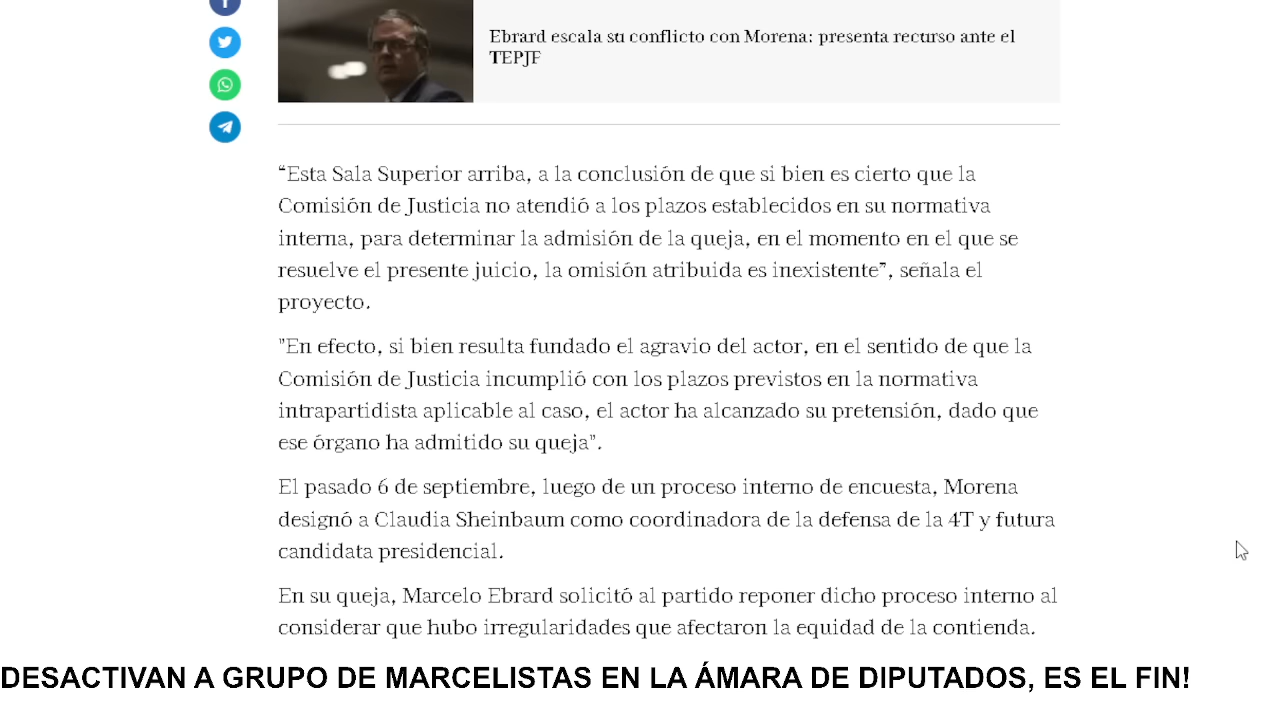 Ebrard escala su conflicto con Morena: presenta recurso ante el
TEPJF
“Esta Sala Superior arriba, a la conclusión de que si bien es cierto que la
Comisión de Justicia no atendió a los plazos establecidos en su normativa
interna, para determinar la admisión de la queja, en el momento en el que se
resuelve el presente juicio, la omisión atribuida es inexistente”, señala el
proyecto.
"En efecto, si bien resulta fundado el agravio del actor, en el sentido de que la
Comisión de Justicia incumplió con los plazos previstos en la normativa
intrapartidista aplicable al caso, el actor ha alcanzado su pretensión, dado que
ese órgano ha admitido su queja".
El pasado 6 de septiembre, luego de un proceso interno de encuesta, Morena
designó a Claudia Sheinbaum como coordinadora de la defensa de la 4T y futura
candidata presidencial.
En su queja, Marcelo Ebrard solicitó al partido reponer dicho proceso interno al
considerar que hubo irregularidades que afectaron la equidad de la contienda.
DESACTIVAN A GRUPO DE MARCELISTAS EN LA ÁMARA DE DIPUTADOS, ES EL FIN!